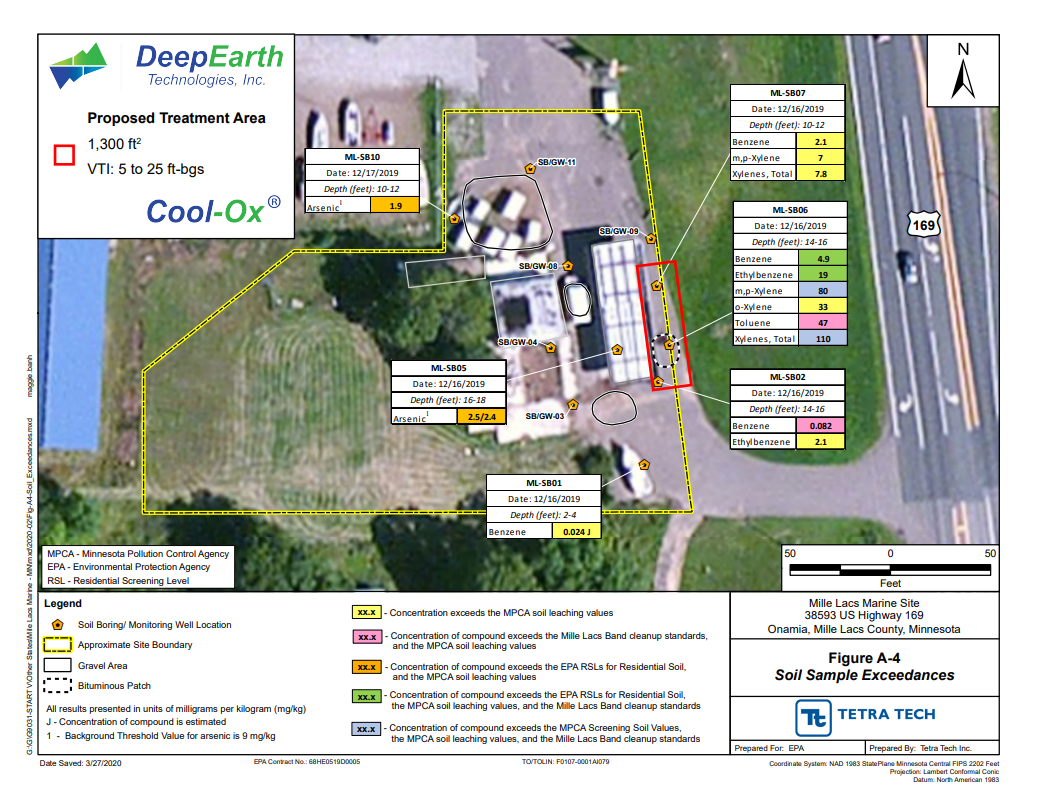 DeepEarth
Technologies, Inc.
Proposed Treatment Area
1,300 ft²
VTI: 5 to 25 ft-bgs
Cool-Ox®
N
ML-SB07
Date: 12/16/2019
Depth (feet): 10-12
Benzene 2.1
m,p-Xylene 7
Xylenes, Total 7.8
ML-SB10
Date: 12/17/2019
Depth (feet): 10-12
Arsenic¹ 1.9
SB/GW-11
ML-SB06
Date: 12/16/2019
Depth (feet): 14-16
Benzene 4.9
Ethylbenzene 19
m,p-Xylene 80
o-Xylene 33
Toluene 47
Xylenes, Total 110
169
SB/GW-09
SB/GW-08
SB/GW-04
ML-SB05
Date: 12/16/2019
Depth (feet): 16-18
Arsenic¹ 2.5/2.4
SB/GW-03
ML-SB02
Date: 12/16/2019
Depth (feet): 14-16
Benzene 0.082
Ethylbenzene 2.1
ML-SB01
Date: 12/16/2019
Depth (feet): 2-4
Benzene 0.024 J
MPCA - Minnesota Pollution Control Agency
EPA - Environmental Protection Agency
RSL - Residential Screening Level
50 0 50
Feet
Legend
Soil Boring/ Monitoring Well Location
Approximate Site Boundary
Gravel Area
Bituminous Patch
All results presented in units of milligrams per kilogram (mg/kg)
J - Concentration of compound is estimated
1 - Background Threshold Value for arsenic is 9 mg/kg
xx.x - Concentration exceeds the MPCA soil leaching values
xx.x - Concentration of compound exceeds the Mille Lacs Band cleanup standards,
and the MPCA soil leaching values
xx.x - Concentration of compound exceeds the EPA RSLs for Residential Soil,
and the MPCA soil leaching values
xx.x - Concentration of compound exceeds the EPA RSLs for Residential Soil,
the MPCA soil leaching values, and the Mille Lacs Band cleanup standards
xx.x - Concentration of compound exceeds the MPCA Screening Soil Values,
the MPCA soil leaching values, and the Mille Lacs Band cleanup standards
Mille Lacs Marine Site
38593 US Highway 169
Onamia, Mille Lacs County, Minnesota
Figure A-4
Soil Sample Exceedances
Tt TETRA TECH
Prepared For: EPA
Prepared By: Tetra Tech Inc.
Date Saved: 3/27/2020
EPA Contract No.: 68HE0519D0005
TO/TOLIN: F0107-0001AI079
Coordinate System: NAD 1983 StatePlane Minnesota Central FIPS 2202 Feet
Projection: Lambert Conformal Conic
Datum: North American 1983
maggie.banh